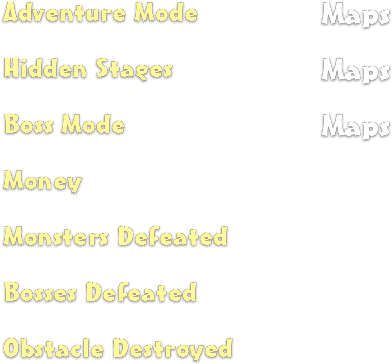 Adventure Mode Maps
Hidden Stages Maps
Boss Mode Maps
Money
Monsters Defeated
Bosses Defeated
Obstacle Destroyed